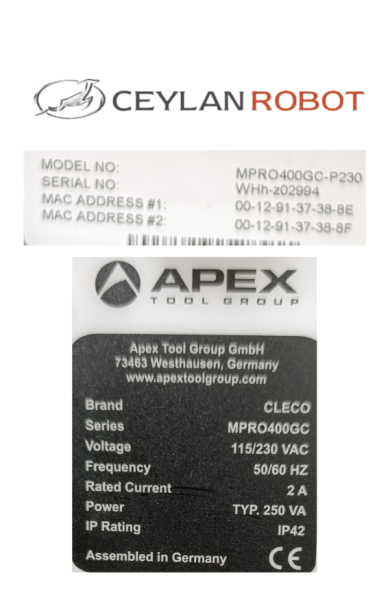 CEYLANROBOT
MODEL NO: MPRO400GC-P230
SERIAL NO: WHh-z02994
MAC ADDRESS #1: 00-12-91-37-38-8E
MAC ADDRESS #2: 00-12-91-37-38-8F
APEX
TOOL GROUP
Apex Tool Group GmbH
73463 Westhausen, Germany
www.apextoolgroup.com
Brand CLECO
Series MPRO400GC
Voltage 115/230 VAC
Frequency 50/60 HZ
Rated Current 2 A
Power TYP. 250 VA
IP Rating IP42
Assembled in Germany CE